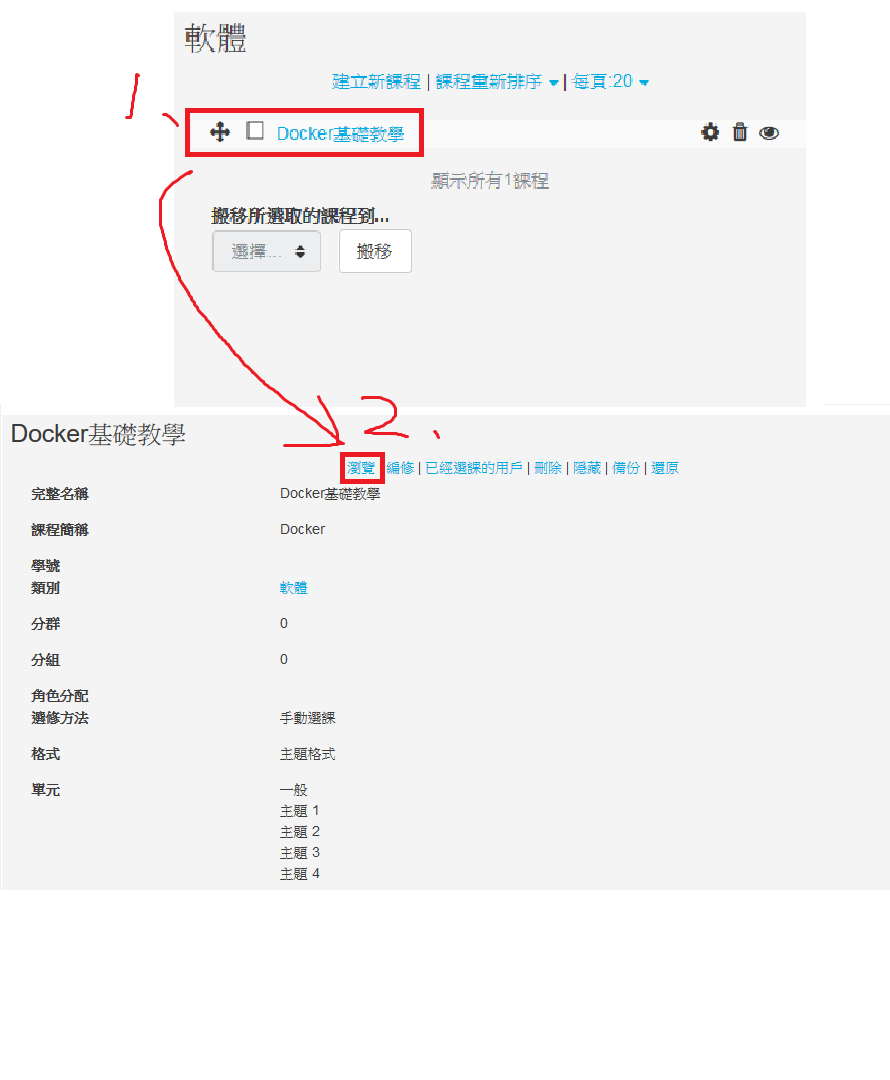 軟體
建立新課程 | 課程重新排序 | 每頁:20
1、
Docker基礎教學
顯示所有1課程
搬移所選取的課程到...
選擇...
搬移
2、
Docker基礎教學
瀏覽 | 編修 | 已經選課的用戶 | 刪除 | 隱藏 | 備份 | 還原
完整名稱 Docker基礎教學
課程簡稱 Docker
學號
類別 軟體
分群 0
分組 0
角色分配
選修方法 手動選課
格式 主題格式
單元 一般
主題 1
主題 2
主題 3
主題 4